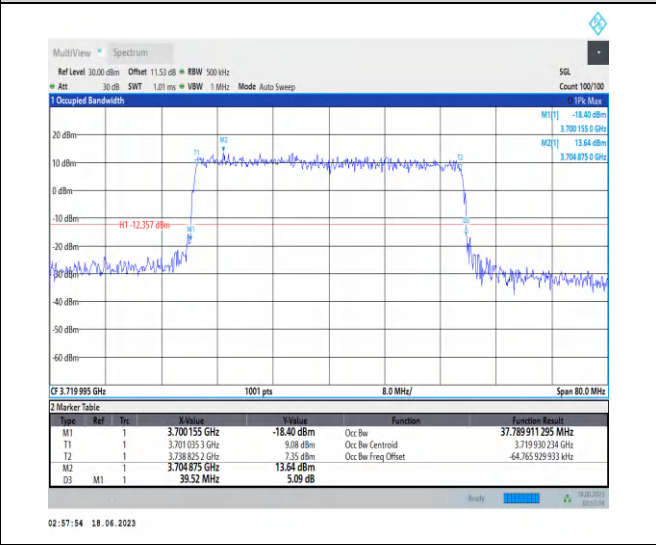 MultiView Spectrum
Ref Level 30.00 dBm Offset 11.53 dB RBW 500 kHz SGL
Att 30 dB SWT 1.01 ms VBW 1 MHz Mode Auto Sweep Count 100/100
1 Occupied Bandwidth 1Pk Max
M1[1] -18.40 dBm
3.700 155 0 GHz
M2[1] 13.64 dBm
3.704 875 0 GHz
20 dBm
M2
T1
T2
10 dBm
0 dBm
-10 dBm
H1 -12.357 dBm
M1
D3
-20 dBm
-30 dBm
-40 dBm
-50 dBm
-60 dBm
CF 3.719 995 GHz 1001 pts 8.0 MHz/ Span 80.0 MHz
2 Marker Table
Type Ref Trc X-Value Y-Value Function Function Result
M1 1 3.700155 GHz -18.40 dBm Occ Bw 37.789 911 295 MHz
T1 1 3.701 035 3 GHz 9.08 dBm Occ Bw Centroid 3.719 930 234 GHz
T2 1 3.738 825 2 GHz 7.35 dBm Occ Bw Freq Offset -64.765 929 933 kHz
M2 1 3.704 875 GHz 13.64 dBm
D3 M1 1 39.52 MHz 5.09 dB
Ready 18.06.2023
02:57:54
02:57:54 18.06.2023